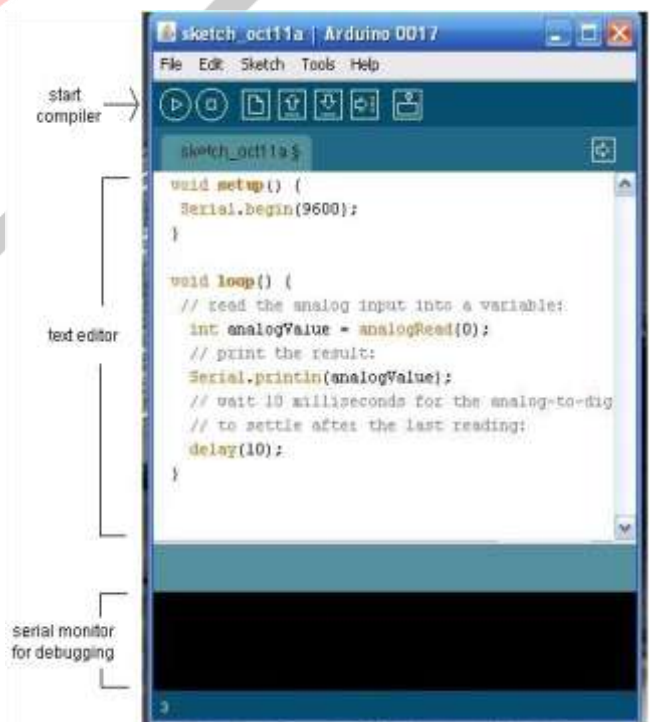 sketch_oct11a | Arduino 0017
File Edit Sketch Tools Help
start
compiler
sketch_oct11a §
void setup() {
Serial.begin(9600);
}
void loop() {
// read the analog input into a variable:
int analogValue = analogRead(0);
// print the result:
Serial.println(analogValue);
// wait 10 milliseconds for the analog-to-dig
// to settle after the last reading:
delay(10);
}
text editor
serial monitor
for debugging
3